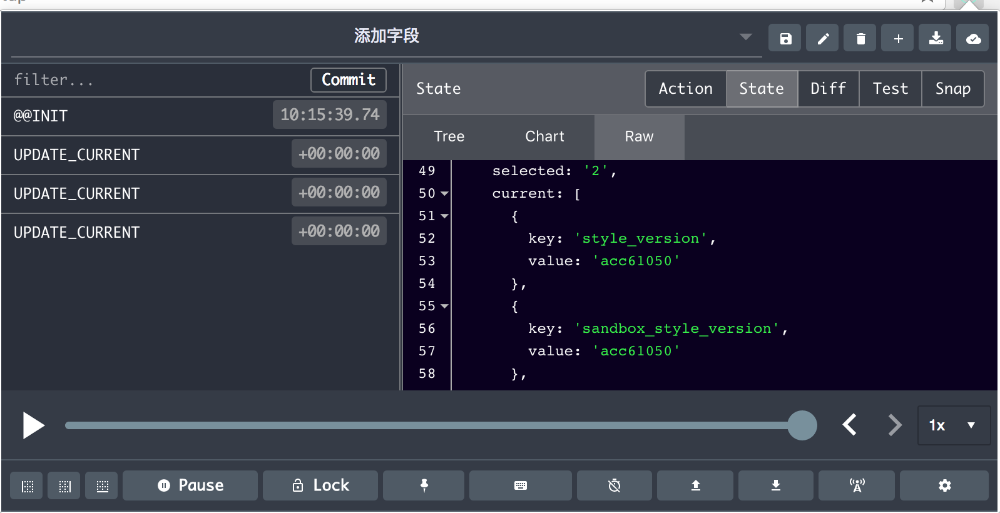 添加字段
filter...
Commit
@@INIT
10:15:39.74
UPDATE_CURRENT
+00:00:00
UPDATE_CURRENT
+00:00:00
UPDATE_CURRENT
+00:00:00
State
Action
State
Diff
Test
Snap
Tree
Chart
Raw
49 selected: '2',
50 current: [
51 {
52 key: 'style_version',
53 value: 'acc61050'
54 },
55 {
56 key: 'sandbox_style_version',
57 value: 'acc61050'
58 },
1x
Pause
Lock